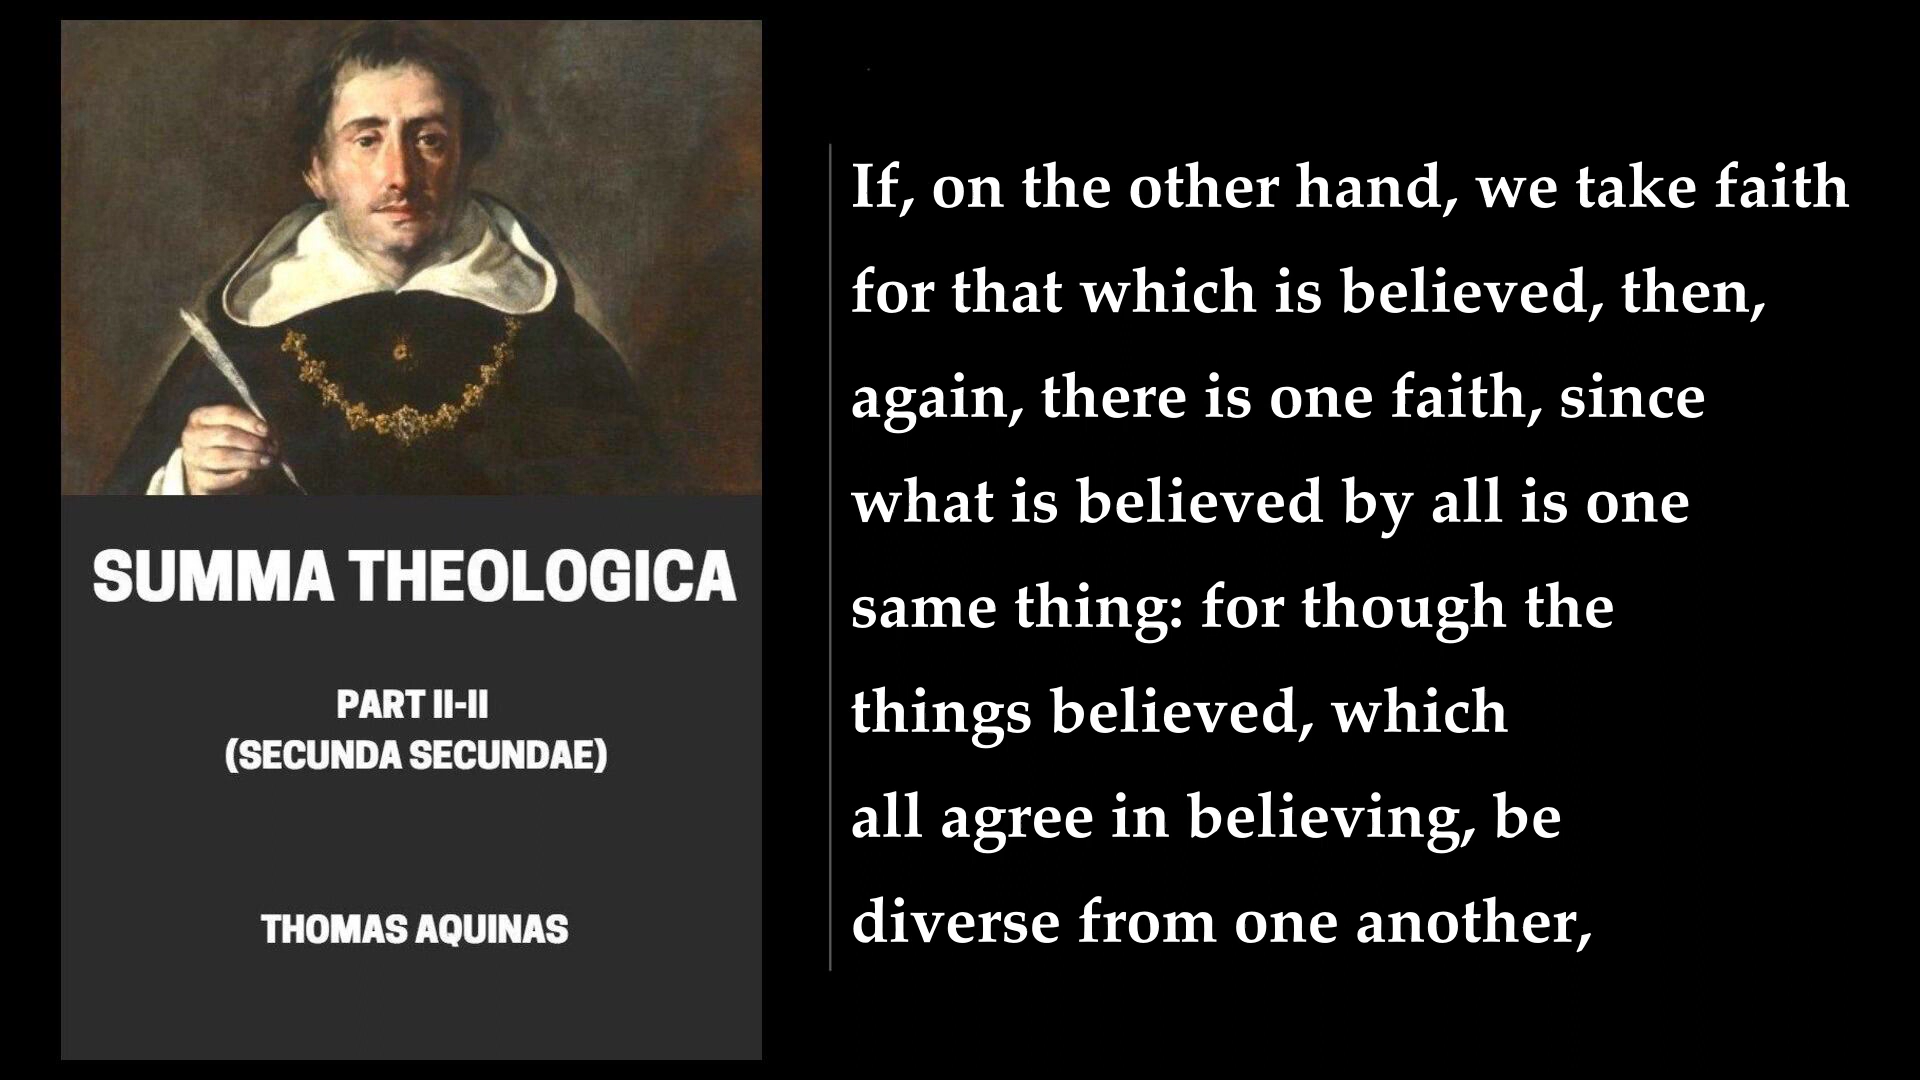 SUMMA THEOLOGICA
PART II-II
(SECUNDA SECUNDAE)
THOMAS AQUINAS
If, on the other hand, we take faith
for that which is believed, then,
again, there is one faith, since
what is believed by all is one
same thing: for though the
things believed, which
all agree in believing, be
diverse from one another,